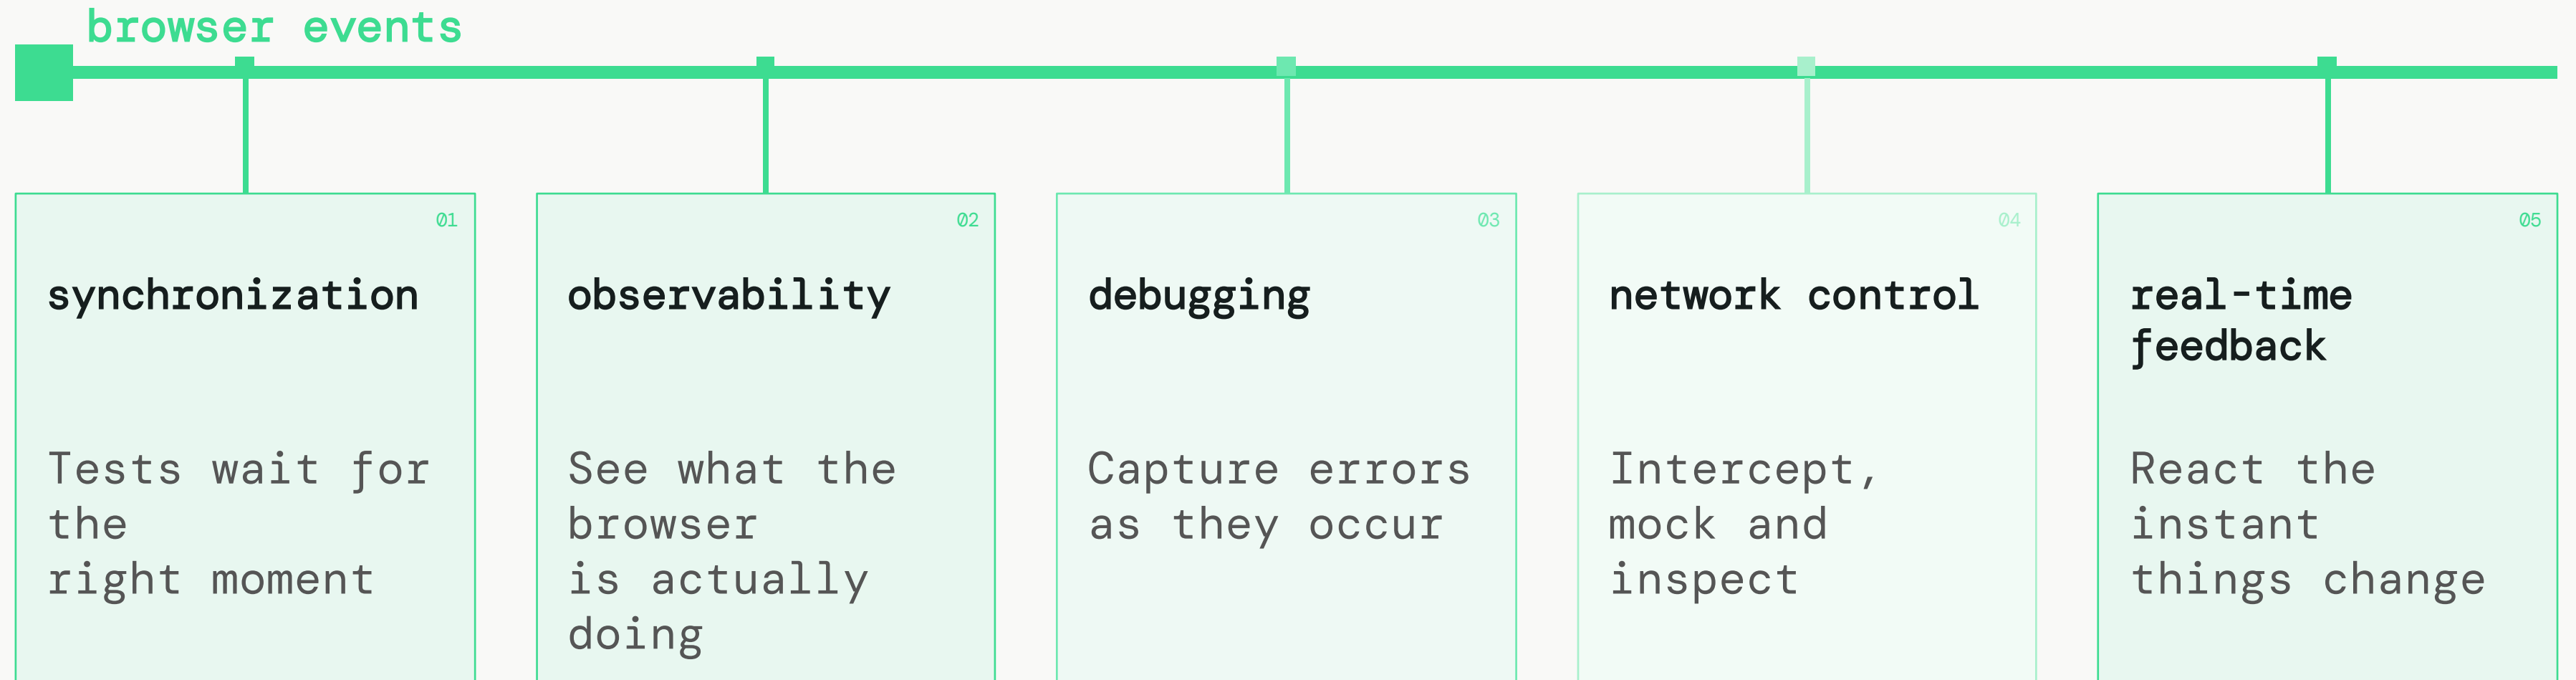 browser events
01
synchronization
Tests wait for
the
right moment
02
observability
See what the
browser
is actually
doing
03
debugging
Capture errors
as they occur
04
network control
Intercept,
mock and
inspect
05
real-time
feedback
React the
instant
things change